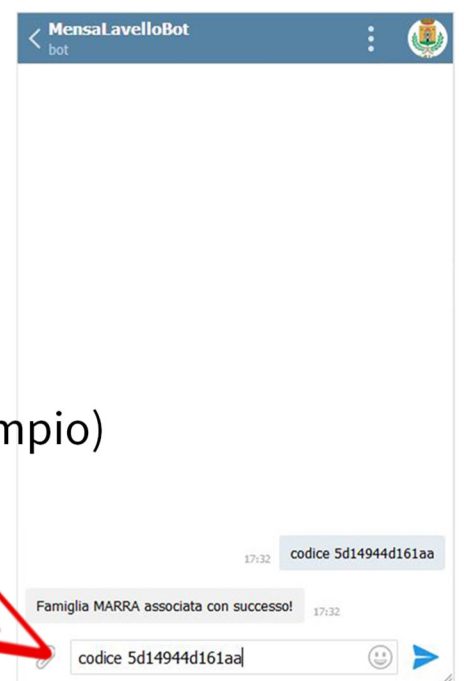 MensaLavelloBot
bot
mpio)
17:32 codice 5d14944d161aa
Famiglia MARRA associata con successo! 17:32
codice 5d14944d161aa